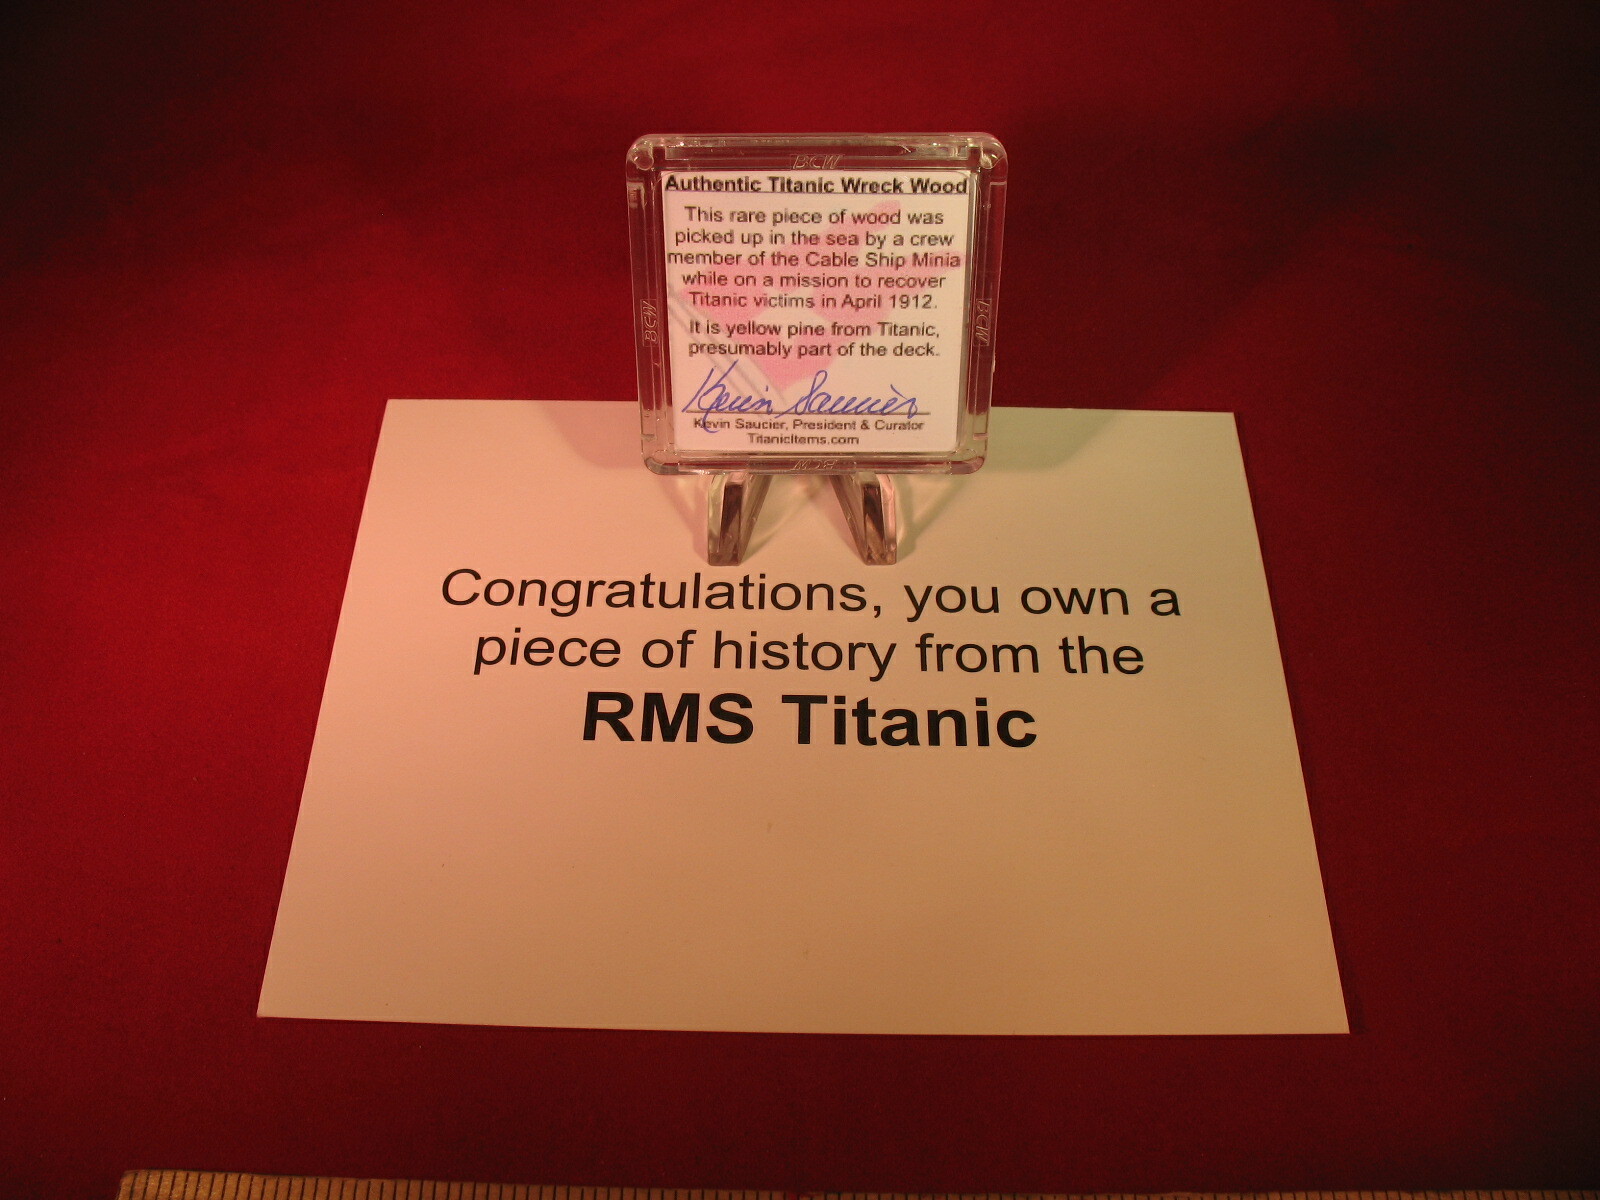 BCW
Authentic Titanic Wreck Wood
This rare piece of wood was
picked up in the sea by a crew
member of the Cable Ship Minia
while on a mission to recover
Titanic victims in April 1912.
It is yellow pine from Titanic,
presumably part of the deck.
Kevin Saucier
Kevin Saucier, President & Curator
TitanicItems.com
BCW
BCW
BCW
Congratulations, you own a
piece of history from the
RMS Titanic